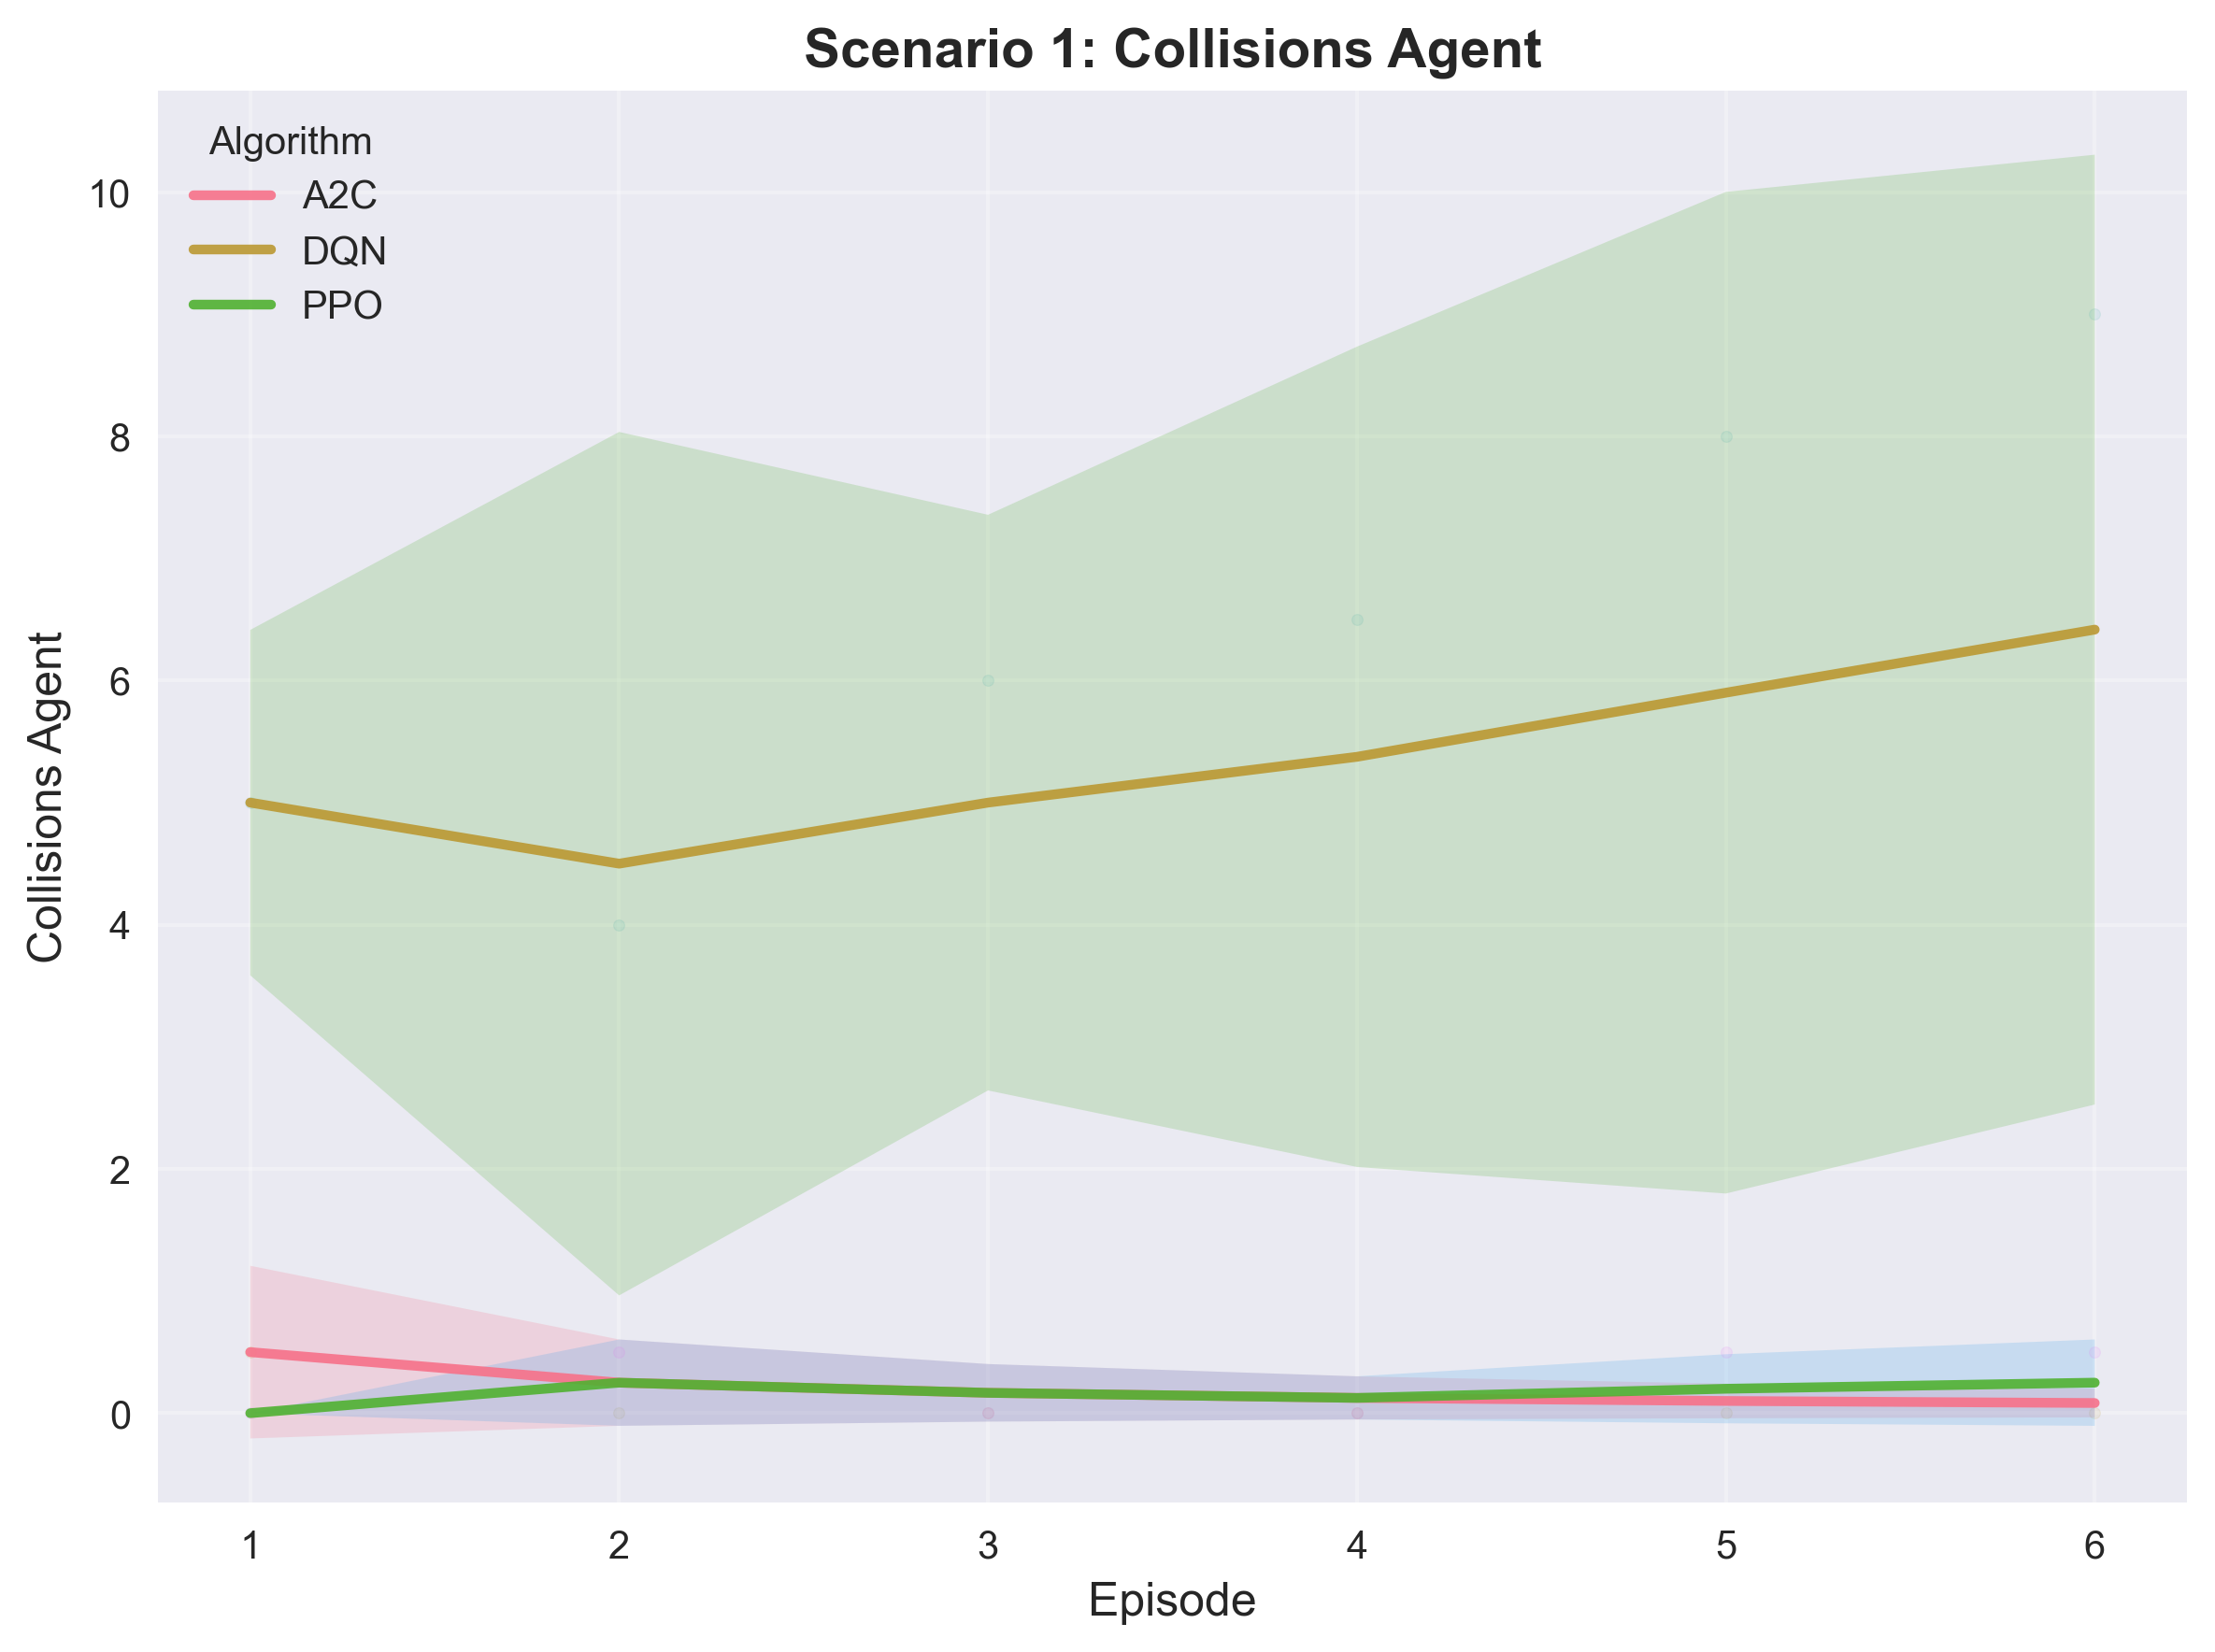 Scenario 1: Collisions Agent
Algorithm
A2C
DQN
PPO
Collisions Agent
10
8
6
4
2
0
1 2 3 4 5 6
Episode